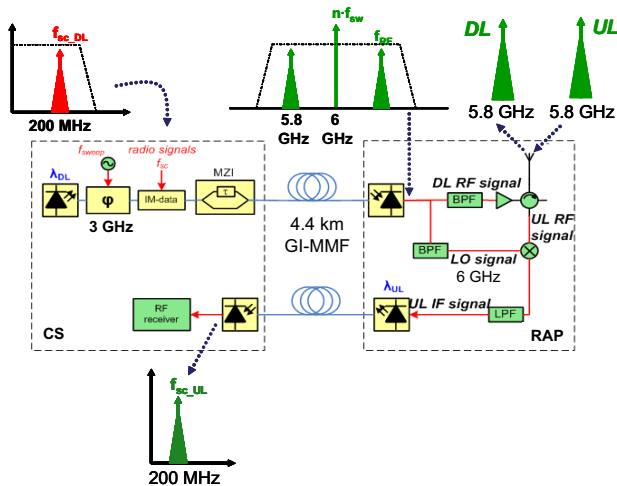 f_sc_DL
200 MHz
n·f_sw
f_RF
5.8 GHz
6 GHz
DL
UL
5.8 GHz
5.8 GHz
f_sweep
radio signals
f_sc
MZI
λ_DL
φ
IM-data
τ
3 GHz
4.4 km
GI-MMF
DL RF signal
BPF
UL RF
signal
BPF
LO signal
6 GHz
λ_UL
UL IF signal
LPF
RF
receiver
CS
RAP
f_sc_UL
200 MHz